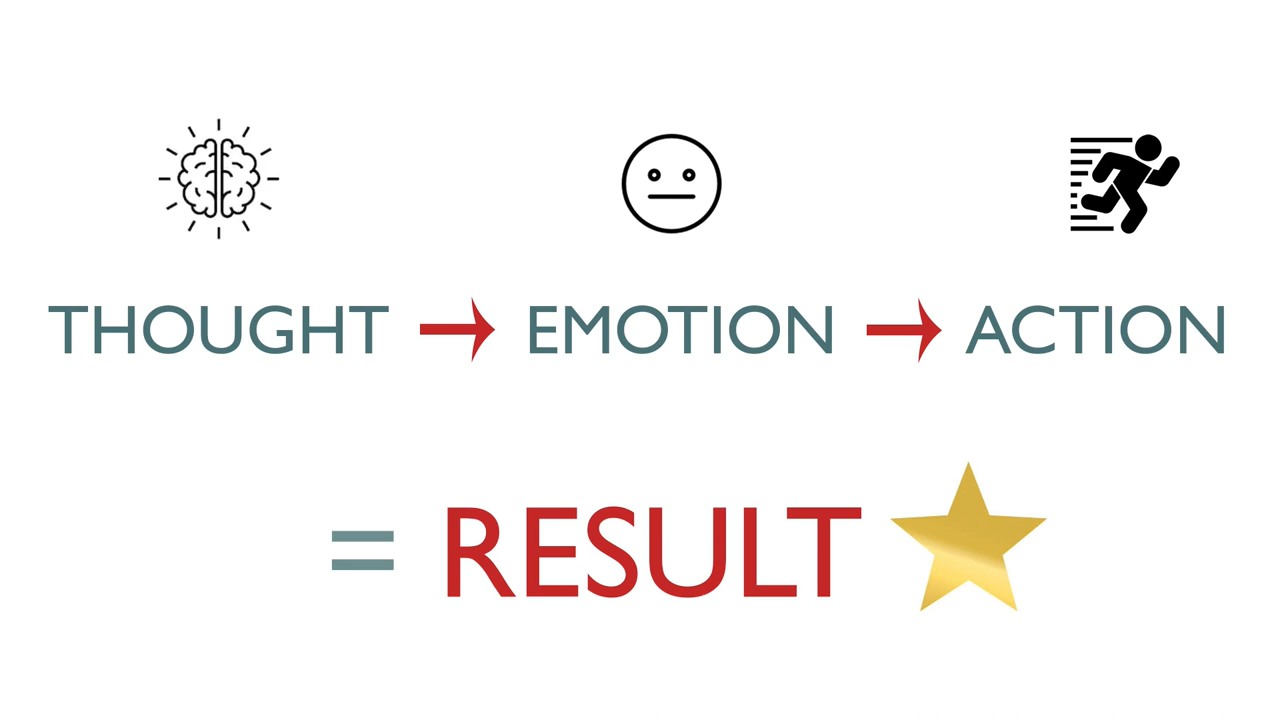 THOUGHT → EMOTION → ACTION
= RESULT